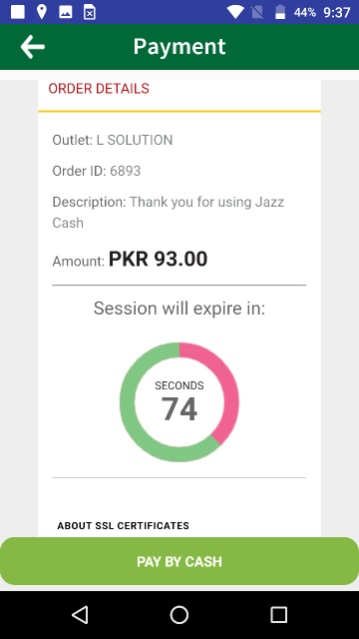 44% 9:37
Payment
ORDER DETAILS
Outlet: L SOLUTION
Order ID: 6893
Description: Thank you for using Jazz
Cash
Amount: PKR 93.00
Session will expire in:
SECONDS
74
ABOUT SSL CERTIFICATES
PAY BY CASH